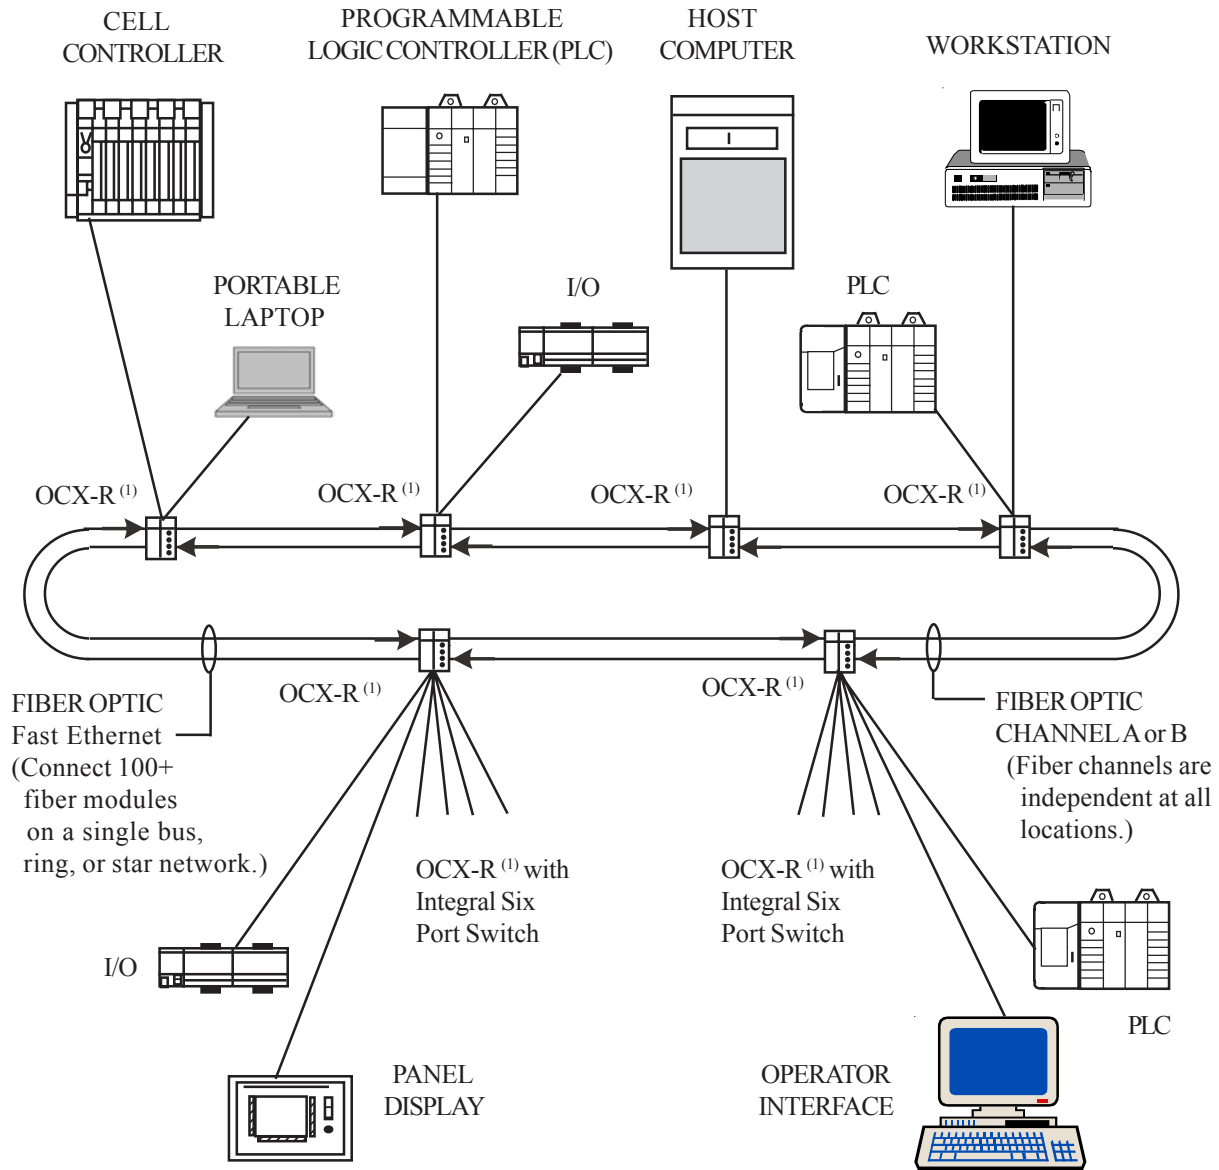 CELL
CONTROLLER
PROGRAMMABLE
LOGIC CONTROLLER (PLC)
HOST
COMPUTER
WORKSTATION
PORTABLE
LAPTOP
I/O
PLC
OCX-R (1)
OCX-R (1)
OCX-R (1)
OCX-R (1)
OCX-R (1)
OCX-R (1)
FIBER OPTIC
Fast Ethernet
(Connect 100+
fiber modules
on a single bus,
ring, or star network.)
FIBER OPTIC
CHANNEL A or B
(Fiber channels are
independent at all
locations.)
OCX-R (1) with
Integral Six
Port Switch
OCX-R (1) with
Integral Six
Port Switch
I/O
PLC
PANEL
DISPLAY
OPERATOR
INTERFACE